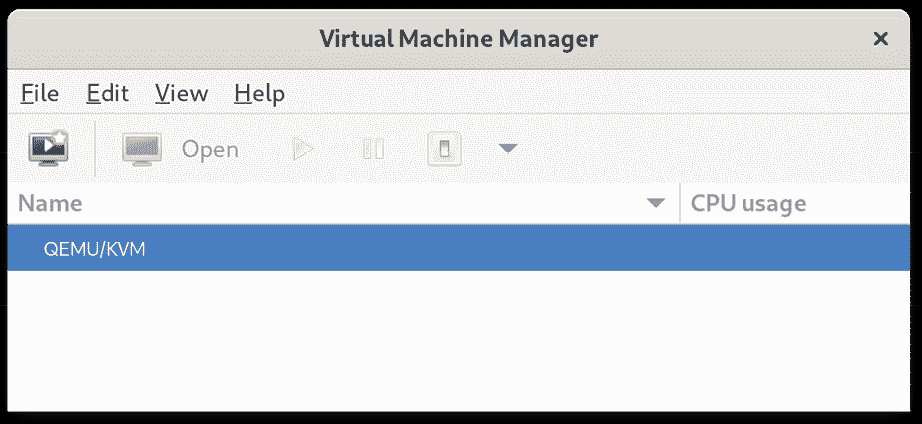 Virtual Machine Manager
File Edit View Help
Open
Name CPU usage
QEMU/KVM